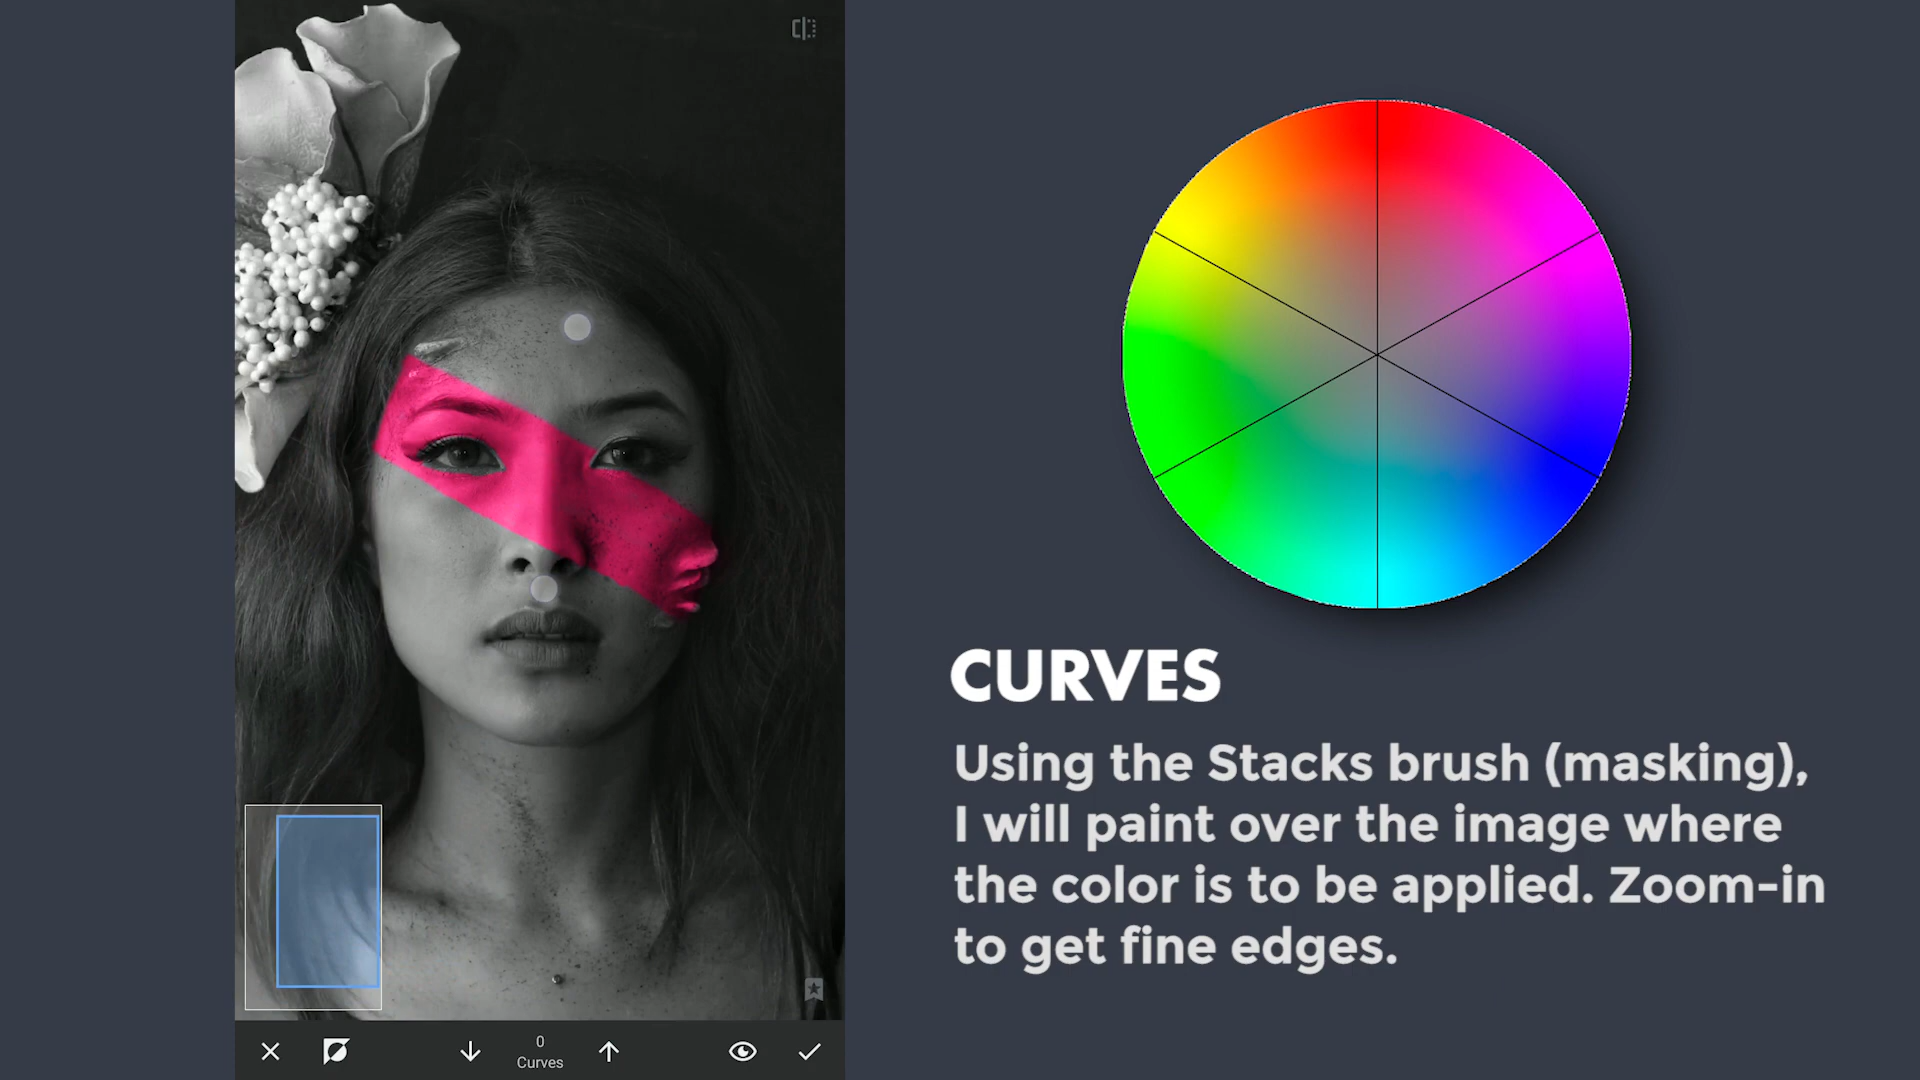 CURVES
Using the Stacks brush (masking),
I will paint over the image where
the color is to be applied. Zoom-in
to get fine edges.
0
Curves